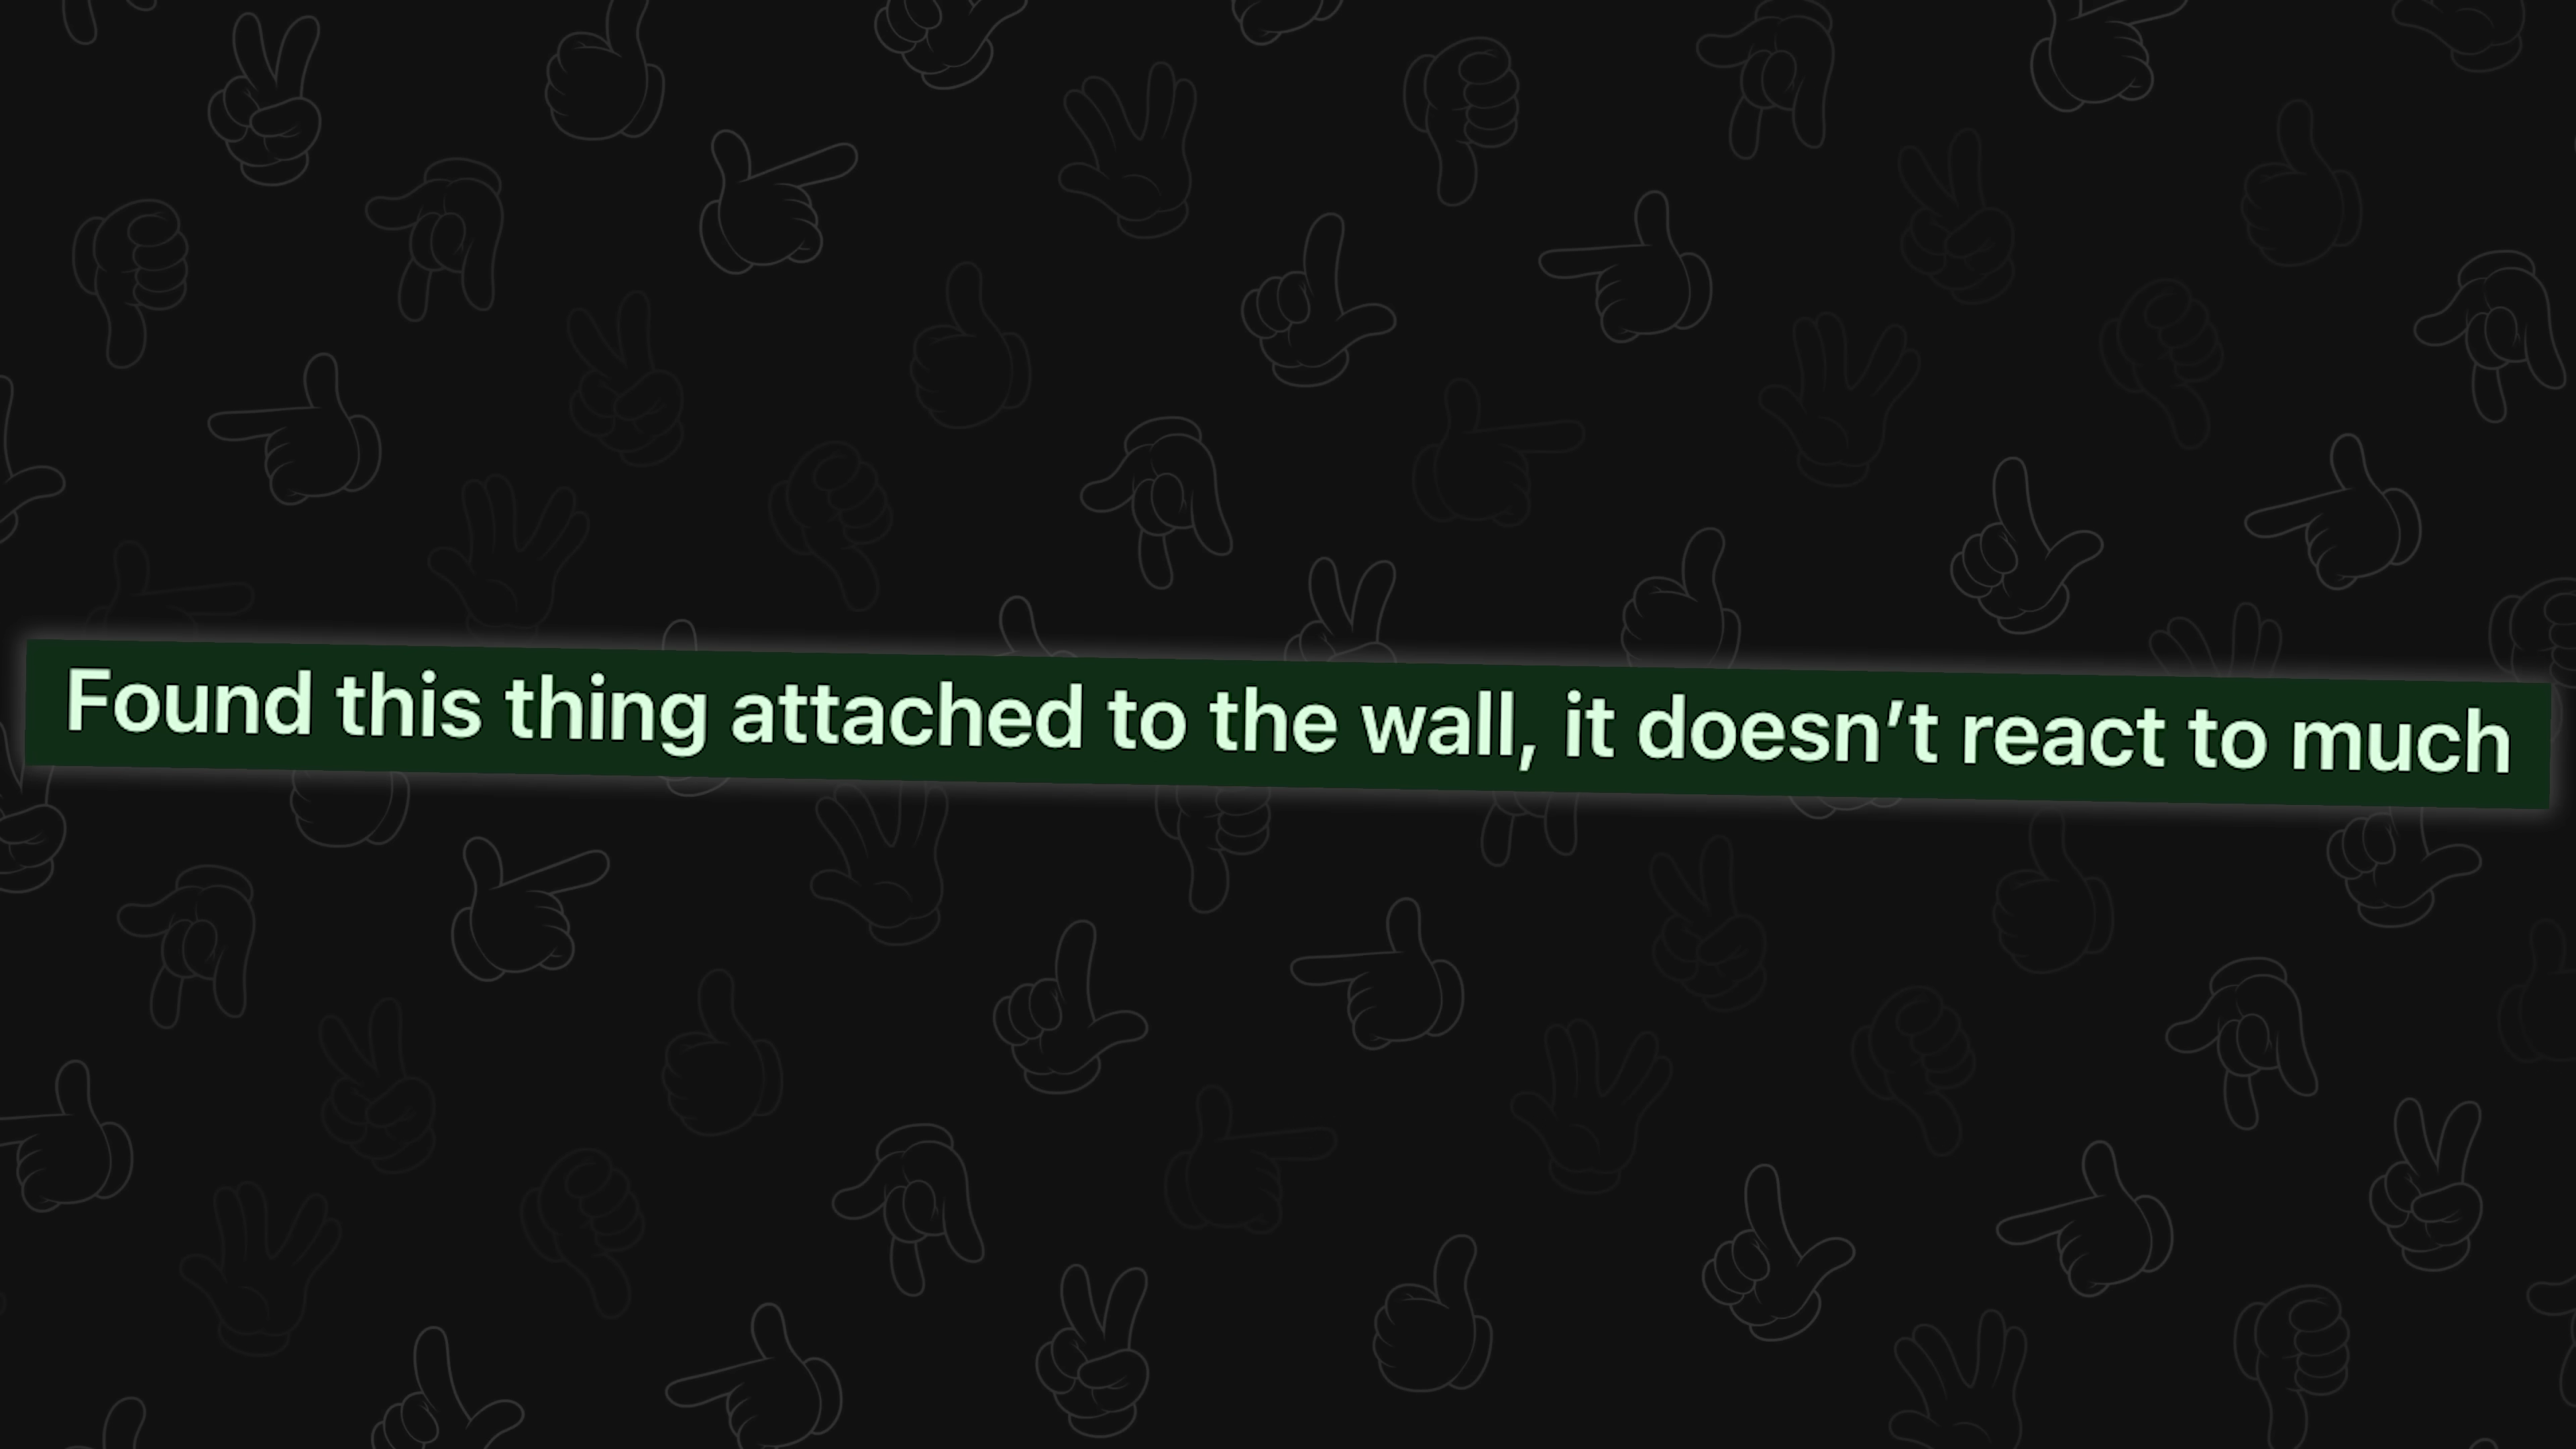 Found this thing attached to the wall, it doesn’t react to much